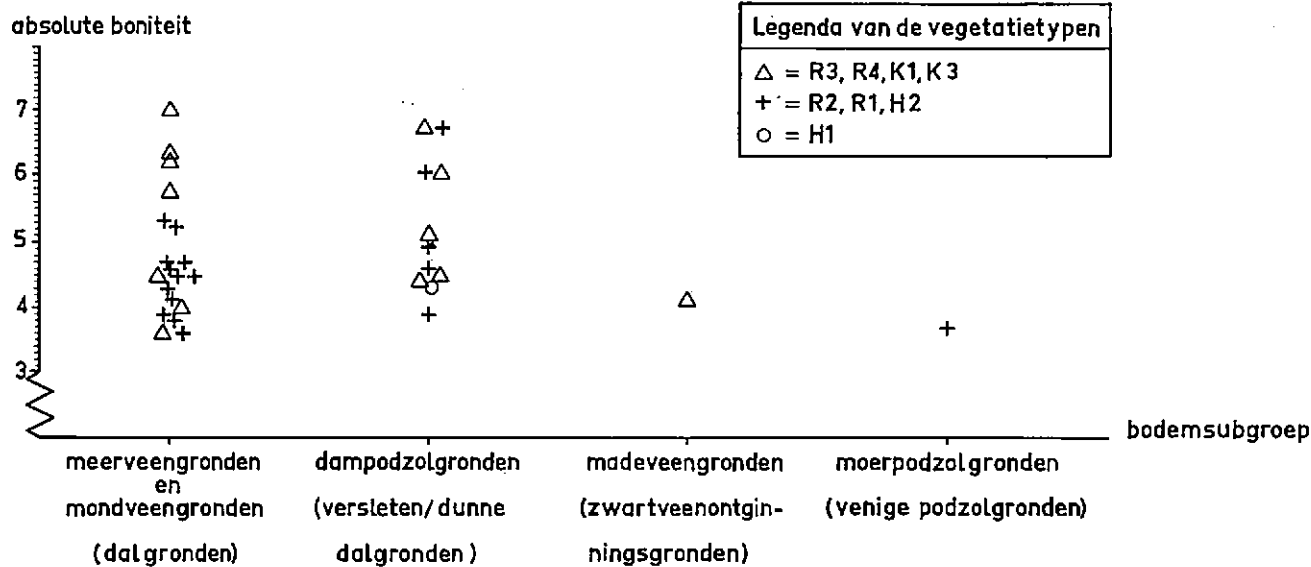 absolute boniteit
Legenda van de vegetatietypen
△ = R3, R4, K1, K3
+ = R2, R1, H2
○ = H1
7
6
5
4
3
bodemsubgroep
meerveengronden
en
mondveengronden
(dalgronden)
dampodzolgronden
(versleten/dunne
dalgronden)
madeveengronden
(zwartveenontgin-
ningsgronden)
moerpodzolgronden
(venige podzolgronden)